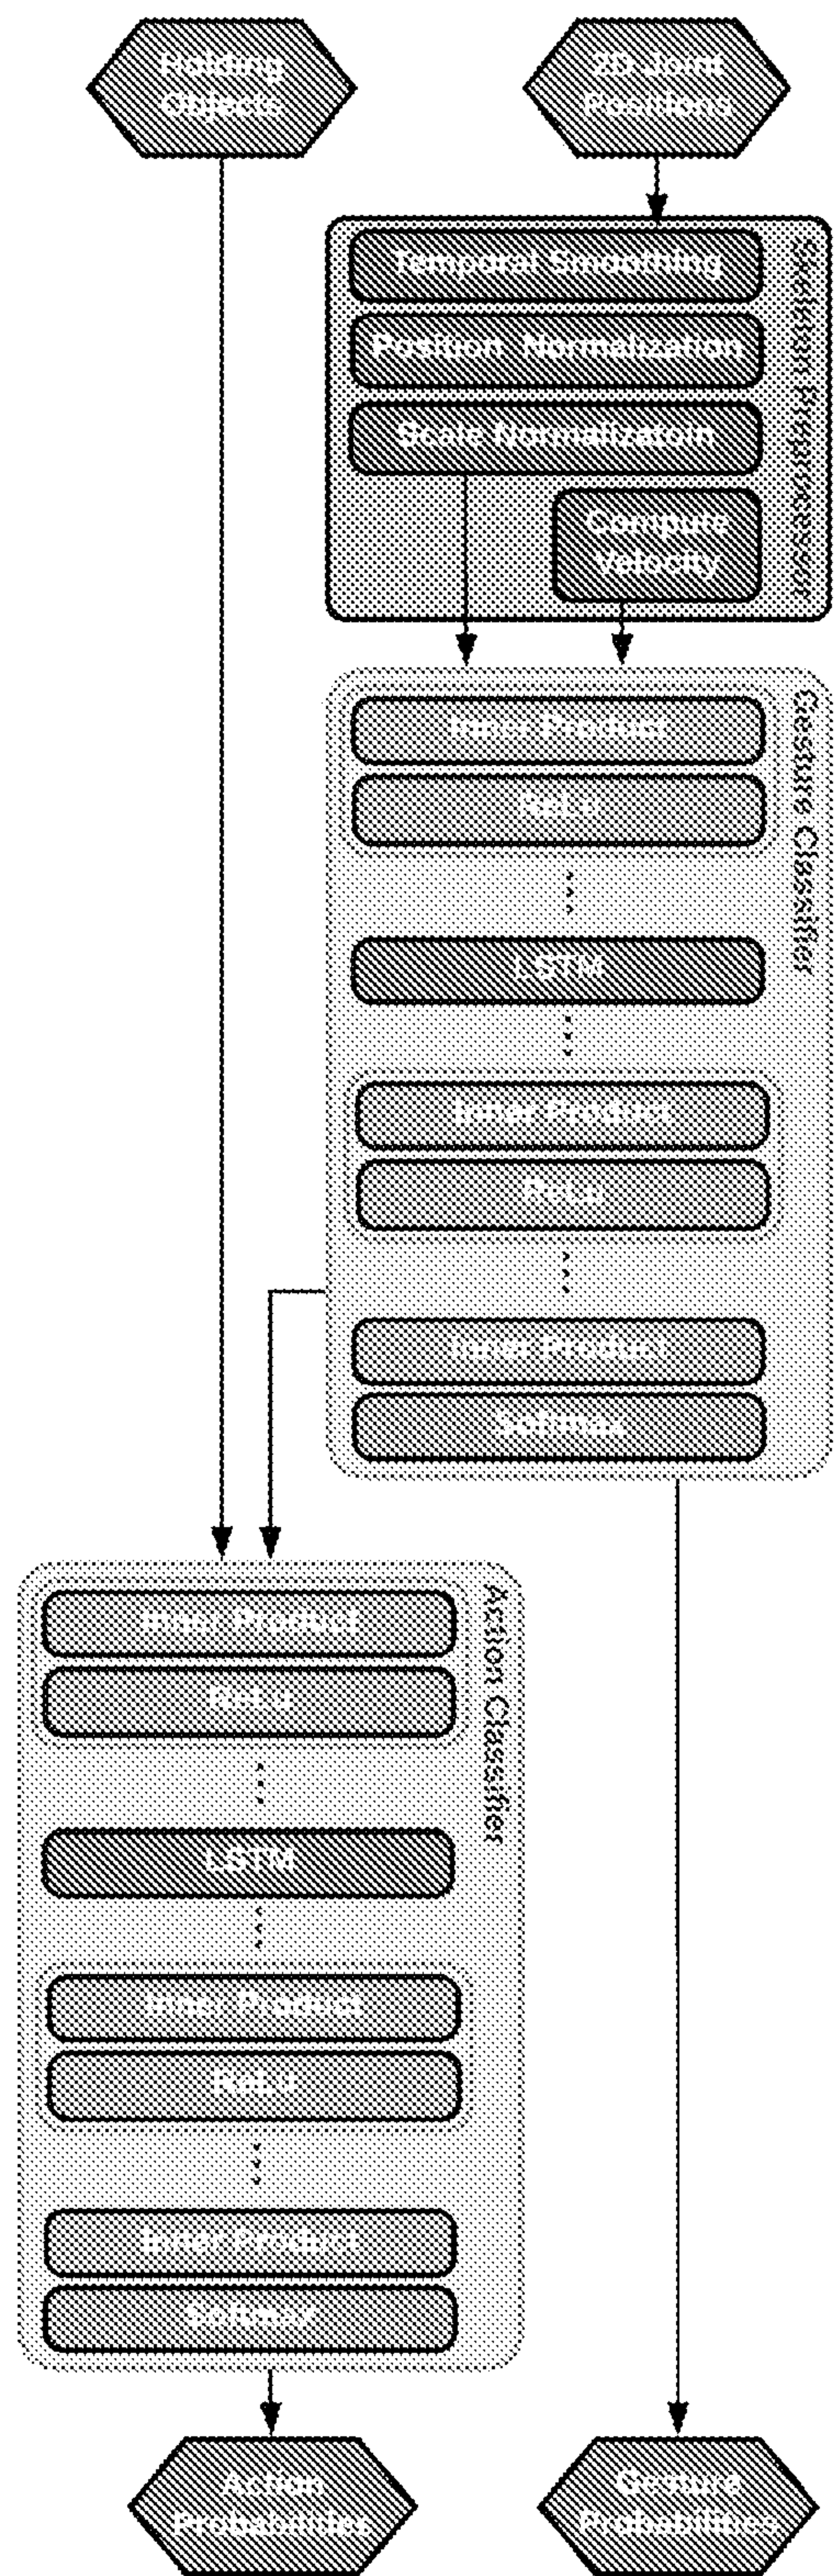 Holding
Objects
2D Joint
Positions
Skeleton Preprocessor
Temporal Smoothing
Position Normalization
Scale Normalizatoin
Compute
Velocity
Gesture Classifier
Inner Product
ReLu
LSTM
Inner Product
ReLu
Inner Product
Softmax
Action Classifier
Inner Product
ReLu
LSTM
Inner Product
ReLu
Inner Product
Softmax
Action
Probabilities
Gesture
Probabilities